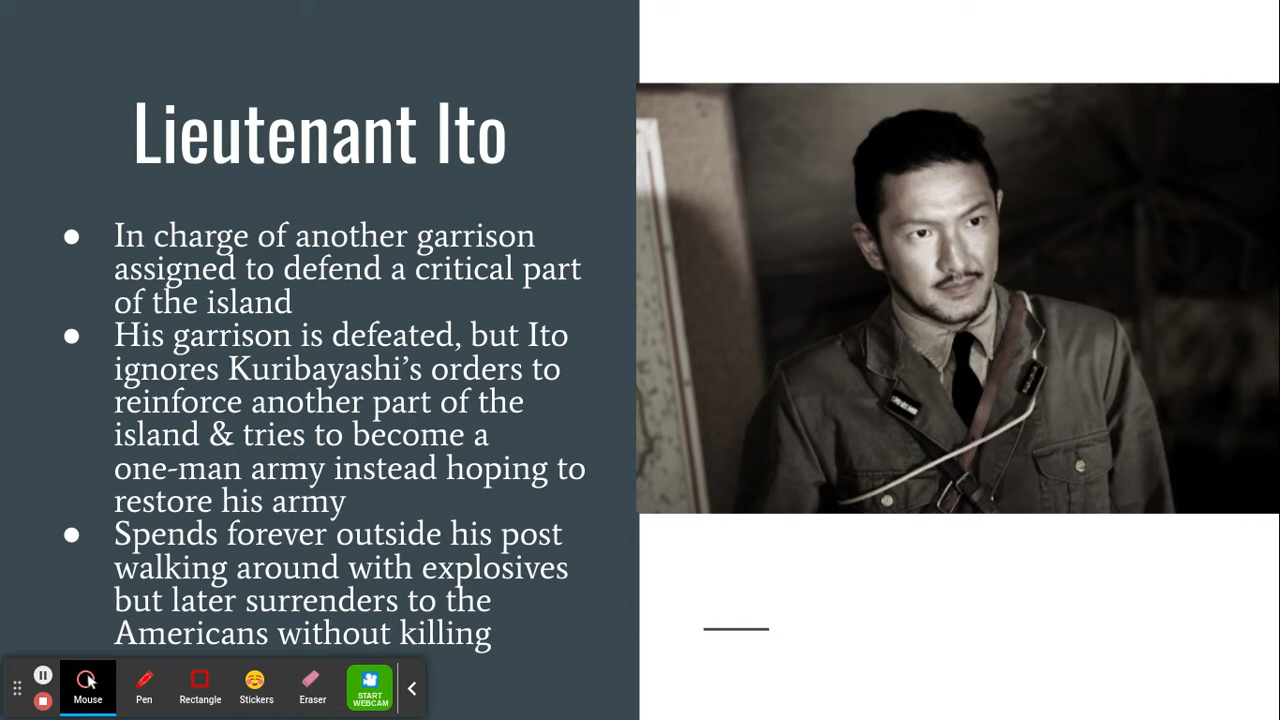 Lieutenant Ito
● In charge of another garrison
assigned to defend a critical part
of the island
● His garrison is defeated, but Ito
ignores Kuribayashi’s orders to
reinforce another part of the
island & tries to become a
one-man army instead hoping to
restore his army
● Spends forever outside his post
walking around with explosives
but later surrenders to the
Americans without killing
Mouse
Pen
Rectangle
Stickers
Eraser
START
WEBCAM